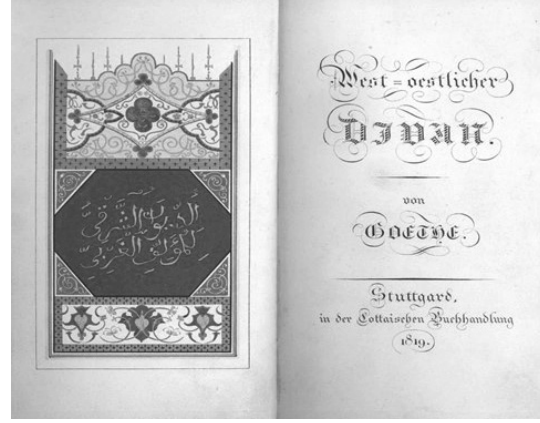 الديوان الشرقي
للمؤلف الغربي
West=oestlicher
DIVAN.
von
GOETHE.
Stuttgard,
in der Cottaischen Buchhandlung
1819.